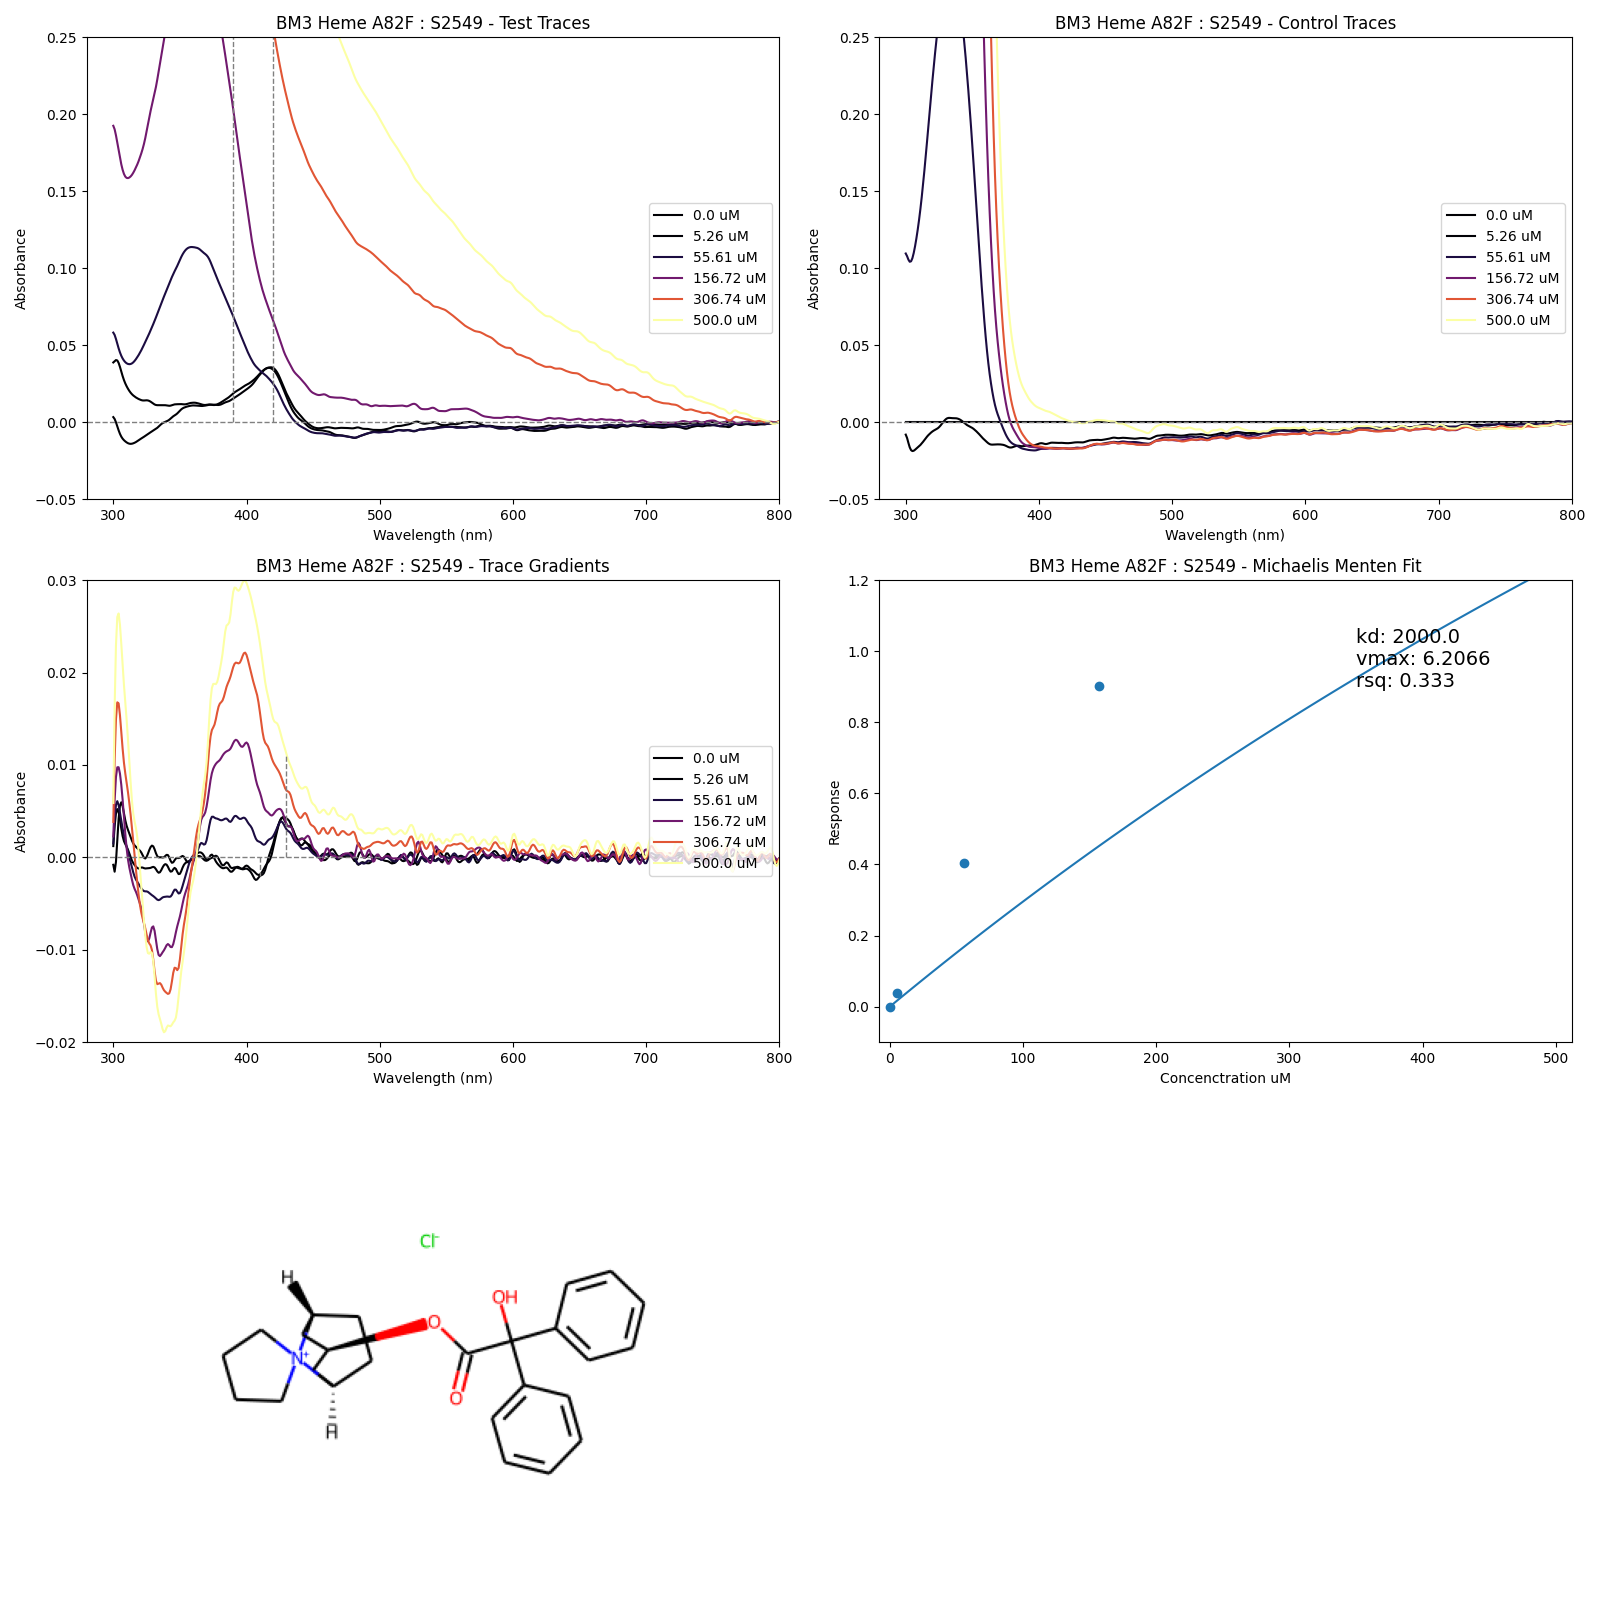 BM3 Heme A82F : S2549 - Test Traces
Absorbance
0.25
0.20
0.15
0.10
0.05
0.00
−0.05
300 400 500 600 700 800
Wavelength (nm)
0.0 uM
5.26 uM
55.61 uM
156.72 uM
306.74 uM
500.0 uM
BM3 Heme A82F : S2549 - Control Traces
Absorbance
0.25
0.20
0.15
0.10
0.05
0.00
−0.05
300 400 500 600 700 800
Wavelength (nm)
0.0 uM
5.26 uM
55.61 uM
156.72 uM
306.74 uM
500.0 uM
BM3 Heme A82F : S2549 - Trace Gradients
Absorbance
0.03
0.02
0.01
0.00
−0.01
−0.02
300 400 500 600 700 800
Wavelength (nm)
0.0 uM
5.26 uM
55.61 uM
156.72 uM
306.74 uM
500.0 uM
BM3 Heme A82F : S2549 - Michaelis Menten Fit
Response
1.2
1.0
0.8
0.6
0.4
0.2
0.0
0 100 200 300 400 500
Concenctration uM
kd: 2000.0
vmax: 6.2066
rsq: 0.333
Cl⁻
H
OH
O
N⁺
O
H